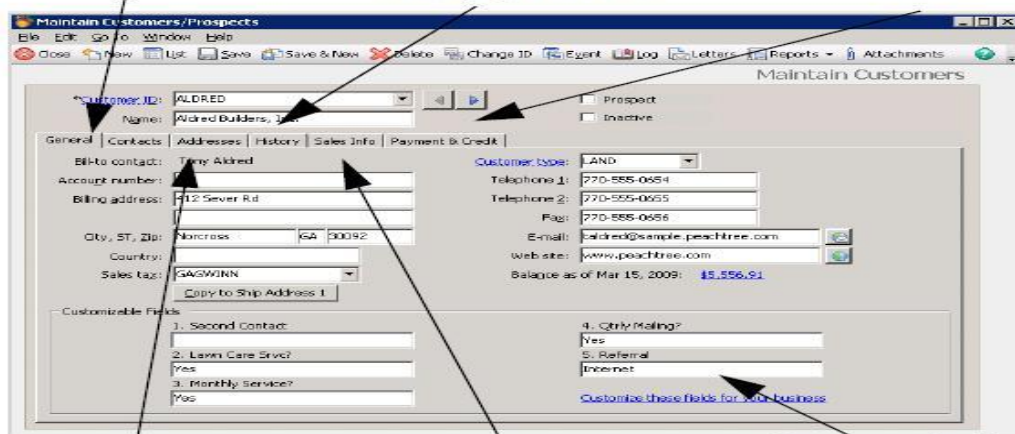 Maintain Customers/Prospects
File Edit Go To Window Help
Close New List Save Save & New Delete Change ID Event Log Letters Reports Attachments
Maintain Customers
*Customer ID: ALDRED Prospect
Name: Aldred Builders, Inc. Inactive
General Contacts Addresses History Sales Info Payment & Credit
Bill-to contact: Tony Aldred Customer type: LAND
Account number: Telephone 1: 770-555-0654
Billing address: 412 Sever Rd Telephone 2: 770-555-0655
Fax: 770-555-0656
City, ST, Zip: Norcross GA 30092 E-mail: taldred@sample.peachtree.com
Country: Web site: www.peachtree.com
Sales tax: GAGWINN Balance as of Mar 15, 2009: $5,556.91
Copy to Ship Address 1
Customizable Fields
1. Second Contact 4. Qtrly Mailing?
Yes
2. Lawn Care Srvc? 5. Referral
Yes Internet
3. Monthly Service?
Yes Customize these fields for your business